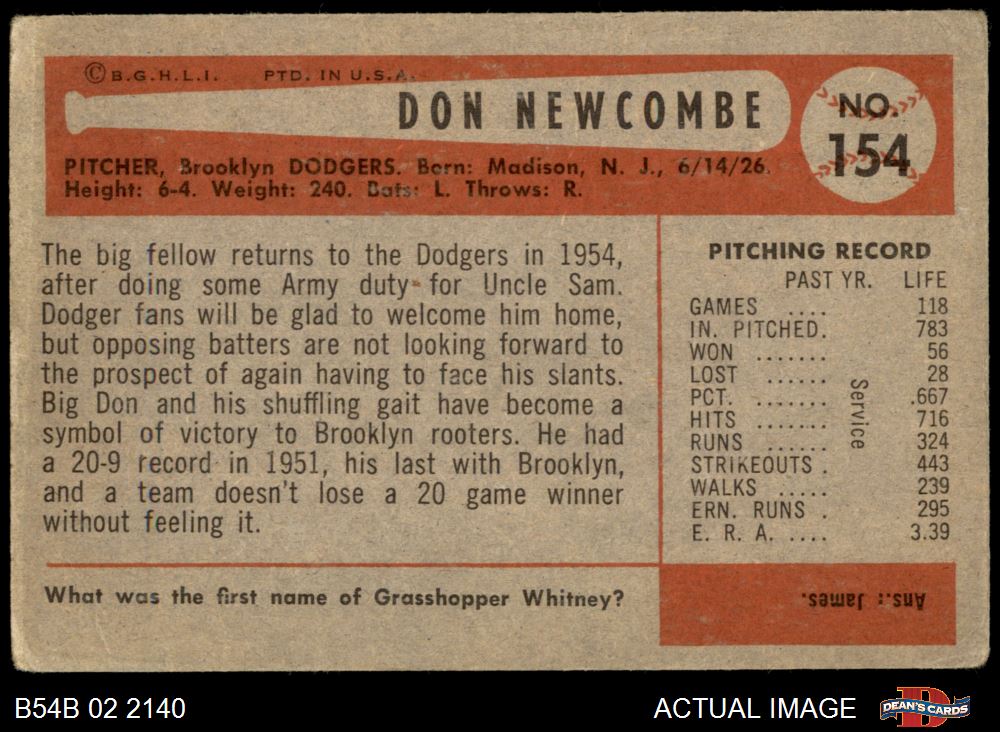 © B.G.H.L.I. PTD. IN U.S.A.
DON NEWCOMBE
NO.
154
PITCHER, Brooklyn DODGERS. Born: Madison, N. J., 6/14/26.
Height: 6-4. Weight: 240. Bats: L. Throws: R.
The big fellow returns to the Dodgers in 1954,
after doing some Army duty for Uncle Sam.
Dodger fans will be glad to welcome him home,
but opposing batters are not looking forward to
the prospect of again having to face his slants.
Big Don and his shuffling gait have become a
symbol of victory to Brooklyn rooters. He had
a 20-9 record in 1951, his last with Brooklyn,
and a team doesn't lose a 20 game winner
without feeling it.
PITCHING RECORD
PAST YR. LIFE
GAMES .... 118
IN. PITCHED. 783
WON ....... 56
LOST ...... 28
PCT. ....... .667
HITS ....... 716
RUNS ....... 324
STRIKEOUTS . 443
WALKS ..... 239
ERN. RUNS . 295
E. R. A. .... 3.39
Service
What was the first name of Grasshopper Whitney?
Ans.: James.
B54B 02 2140
ACTUAL IMAGE
D
DEAN'S CARDS